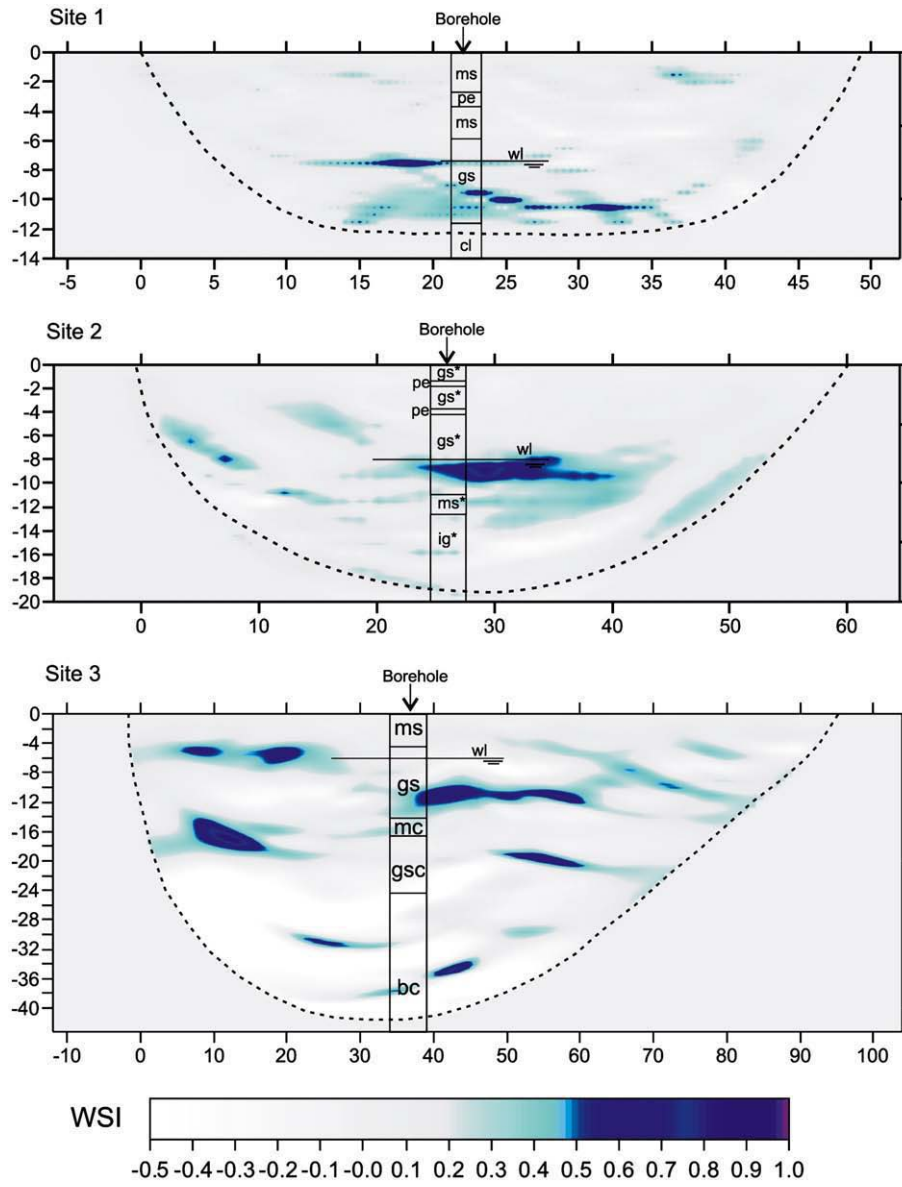 Site 1
Borehole
0
-2
-4
-6
-8
-10
-12
-14
ms
pe
ms
wl
gs
cl
-5 0 5 10 15 20 25 30 35 40 45 50
Site 2
Borehole
0
-2
-4
-6
-8
-10
-12
-14
-16
-18
-20
gs*
pe
gs*
pe
gs*
wl
ms*
ig*
0 10 20 30 40 50 60
Site 3
Borehole
0
-4
-8
-12
-16
-20
-24
-28
-32
-36
-40
ms
wl
gs
mc
gsc
bc
-10 0 10 20 30 40 50 60 70 80 90 100
WSI
-0.5 -0.4 -0.3 -0.2 -0.1 -0.0 0.1 0.2 0.3 0.4 0.5 0.6 0.7 0.8 0.9 1.0